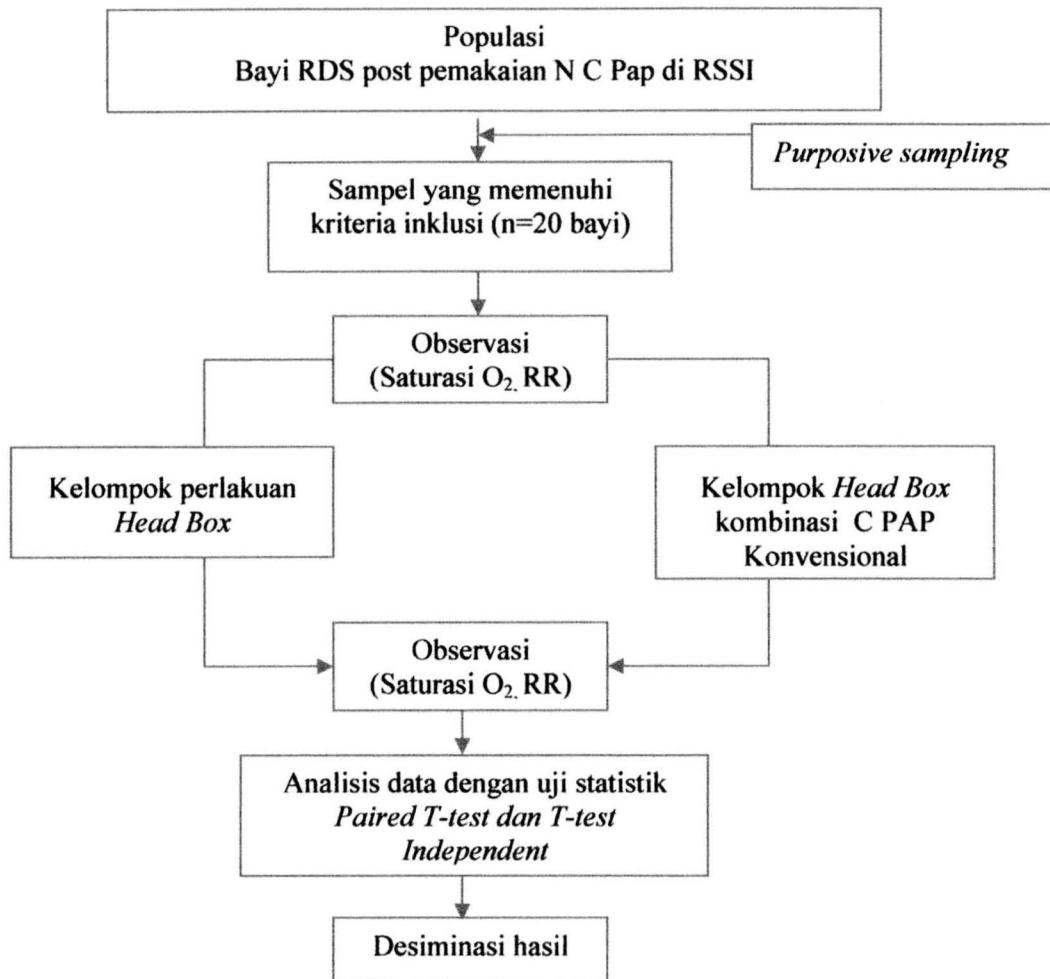 Populasi
Bayi RDS post pemakaian N C Pap di RSSI
Purposive sampling
Sampel yang memenuhi
kriteria inklusi (n=20 bayi)
Observasi
(Saturasi O2, RR)
Kelompok perlakuan
Head Box
Kelompok Head Box
kombinasi C PAP
Konvensional
Observasi
(Saturasi O2, RR)
Analisis data dengan uji statistik
Paired T-test dan T-test
Independent
Desiminasi hasil